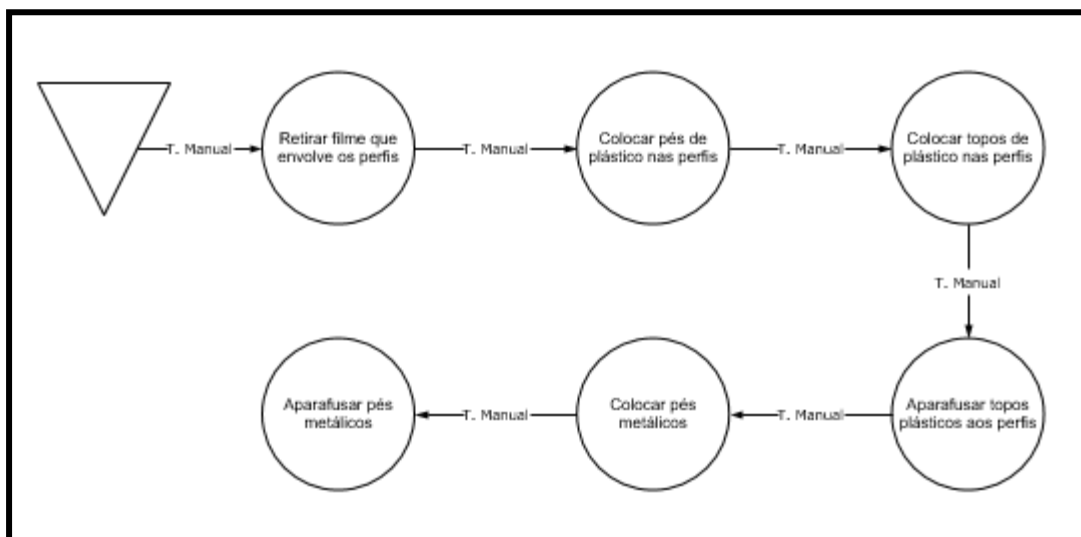 T. Manual
Retirar filme que
envolve os perfis
T. Manual
Colocar pés de
plástico nas perfis
T. Manual
Colocar topos de
plástico nas perfis
T. Manual
Aparafusar topos
plásticos aos perfis
T. Manual
Colocar pés
metálicos
T. Manual
Aparafusar pés
metálicos